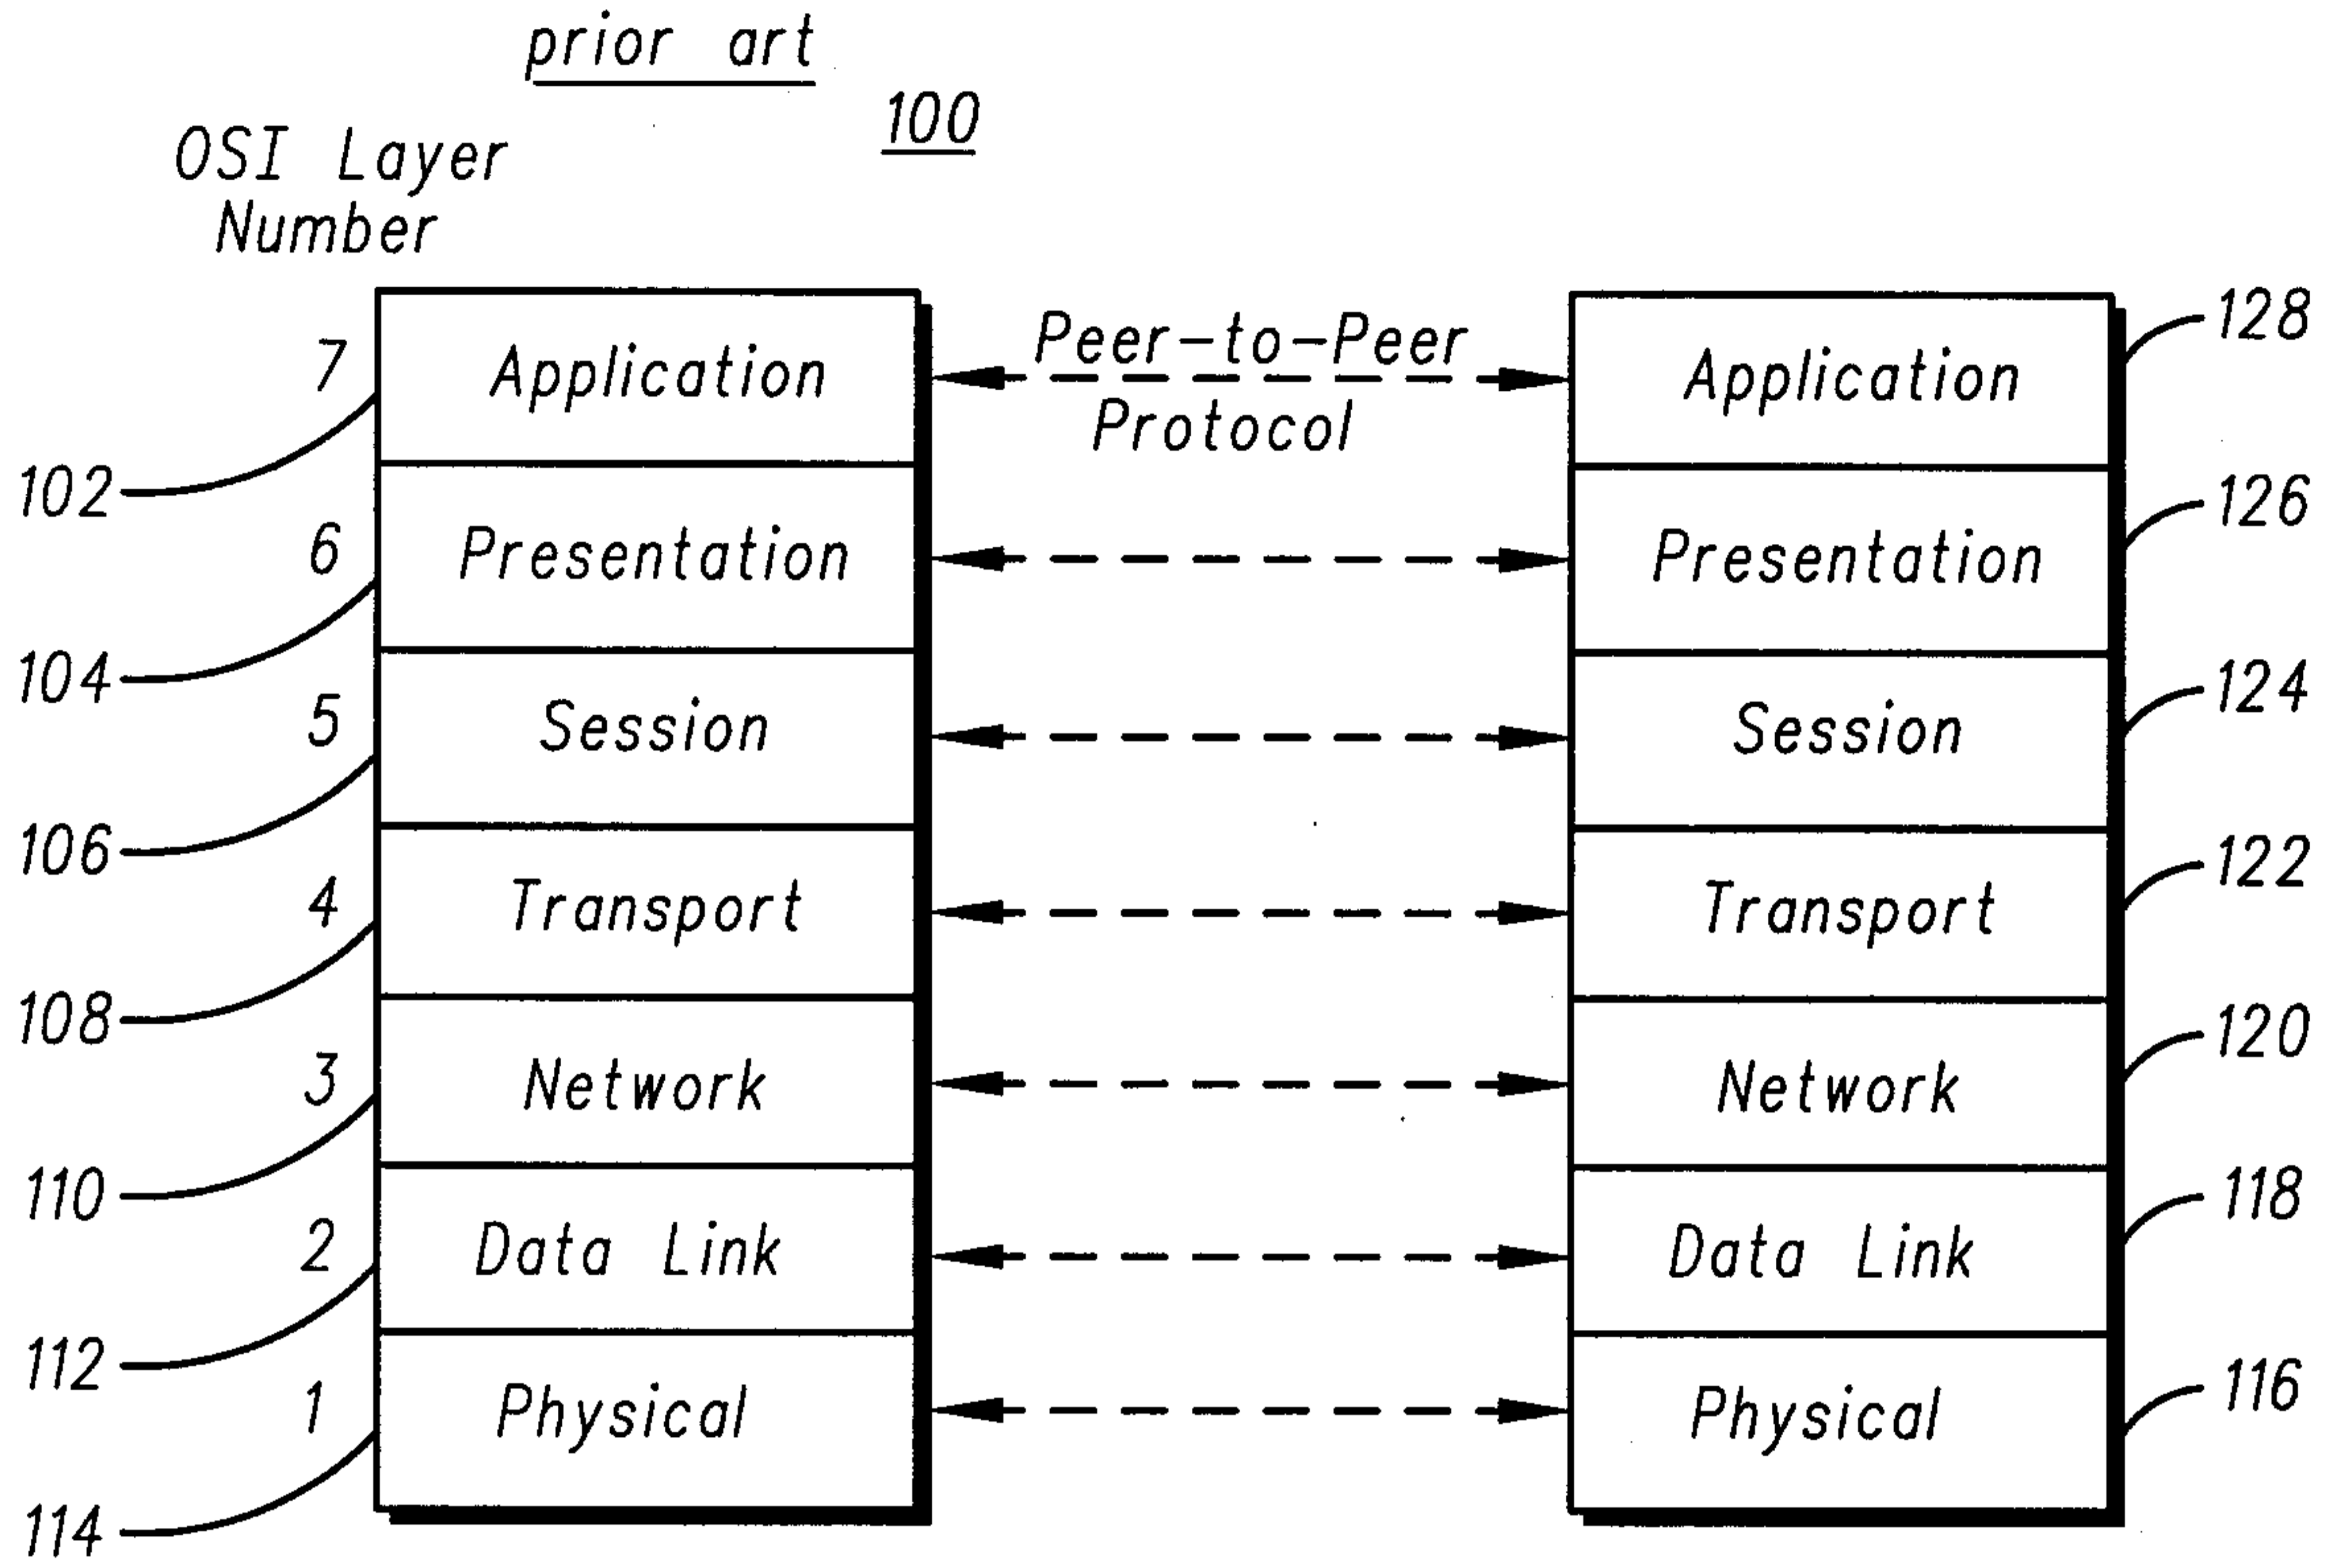 prior art
100
OSI Layer
Number
7 Application
Peer-to-Peer
Protocol
Application 128
102
6 Presentation
Presentation 126
104
5 Session
Session 124
106
4 Transport
Transport 122
108
3 Network
Network 120
110
2 Data Link
Data Link 118
112
1 Physical
Physical 116
114